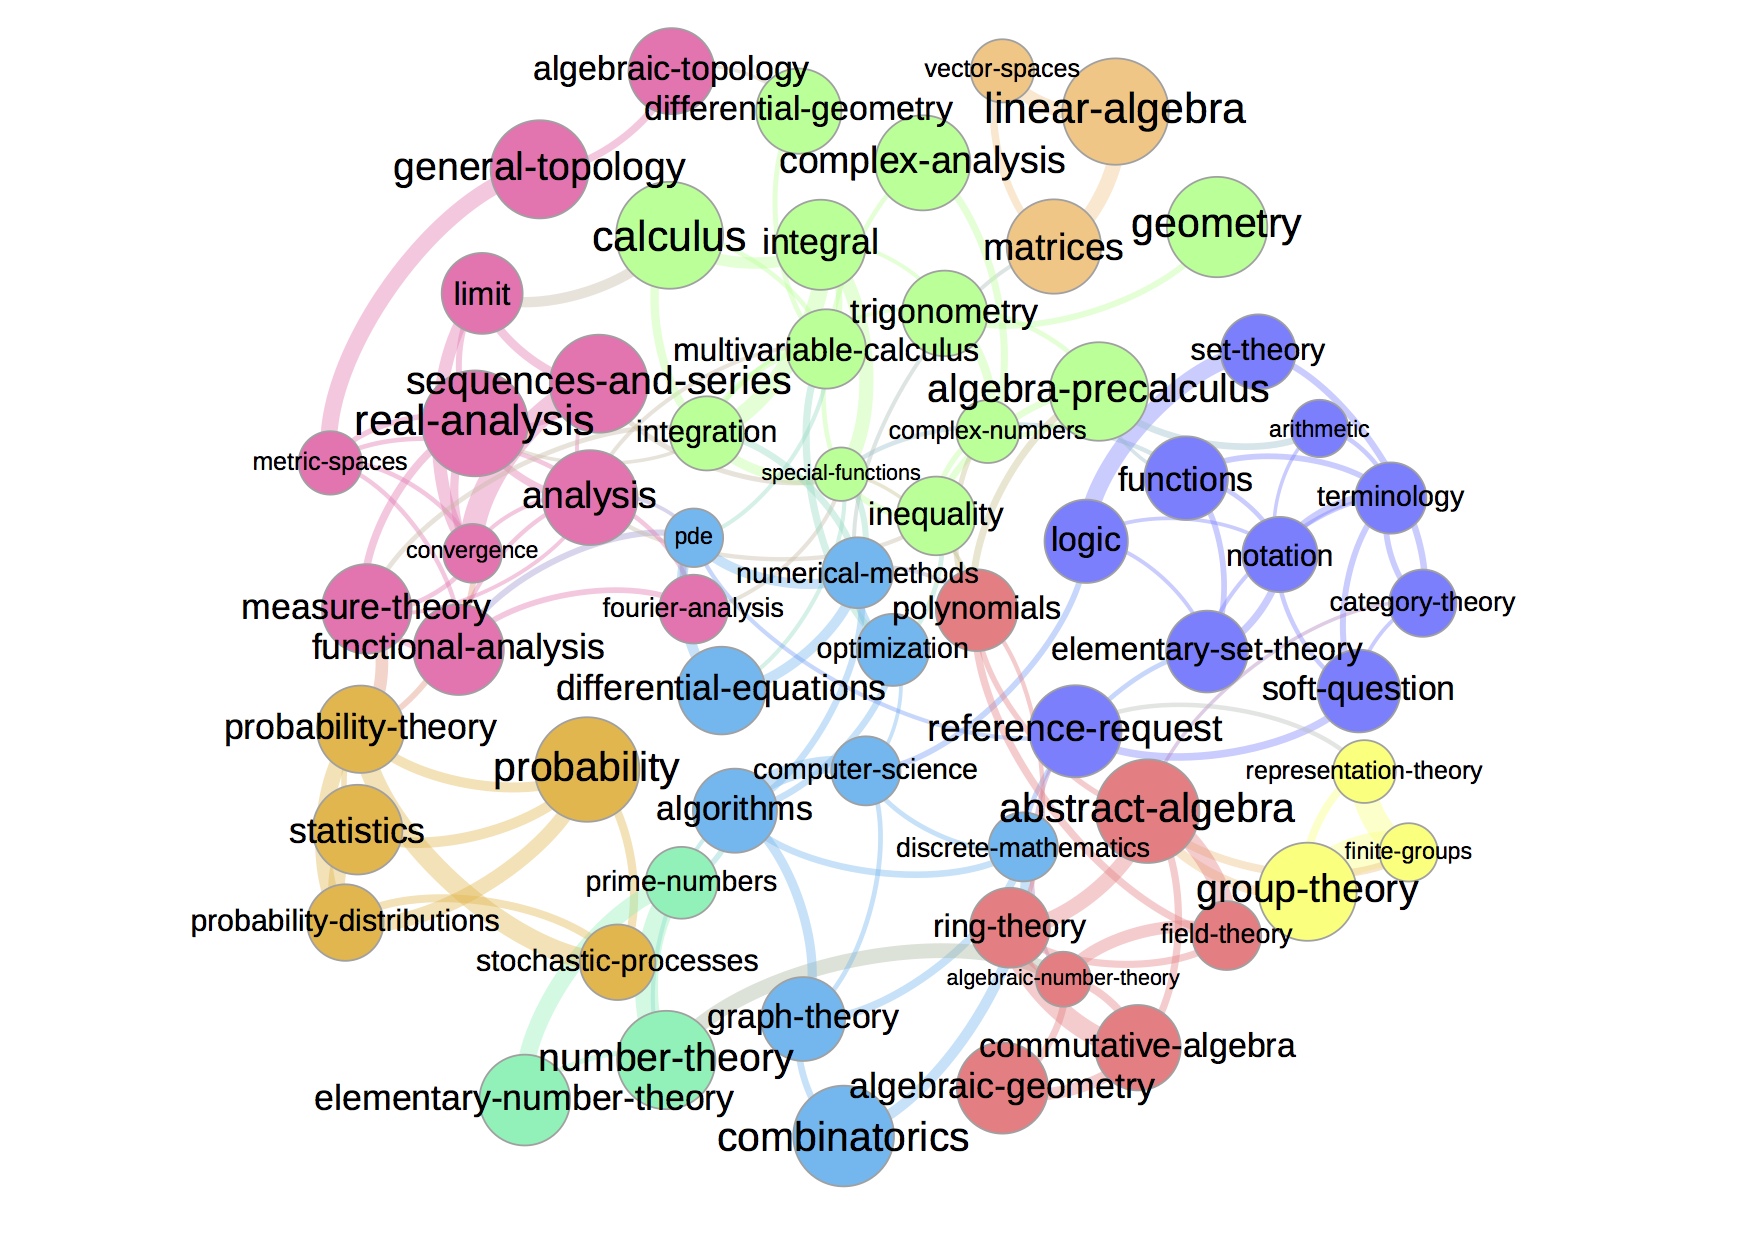 algebraic-topology
vector-spaces
differential-geometry
linear-algebra
complex-analysis
general-topology
geometry
calculus
integral
matrices
limit
trigonometry
multivariable-calculus
set-theory
sequences-and-series
algebra-precalculus
real-analysis
integration
complex-numbers
arithmetic
metric-spaces
special-functions
functions
analysis
terminology
inequality
pde
logic
convergence
notation
numerical-methods
measure-theory
fourier-analysis
polynomials
category-theory
functional-analysis
optimization
elementary-set-theory
differential-equations
soft-question
probability-theory
reference-request
probability
computer-science
representation-theory
algorithms
abstract-algebra
statistics
discrete-mathematics
finite-groups
prime-numbers
group-theory
probability-distributions
ring-theory
field-theory
stochastic-processes
algebraic-number-theory
graph-theory
commutative-algebra
number-theory
algebraic-geometry
elementary-number-theory
combinatorics